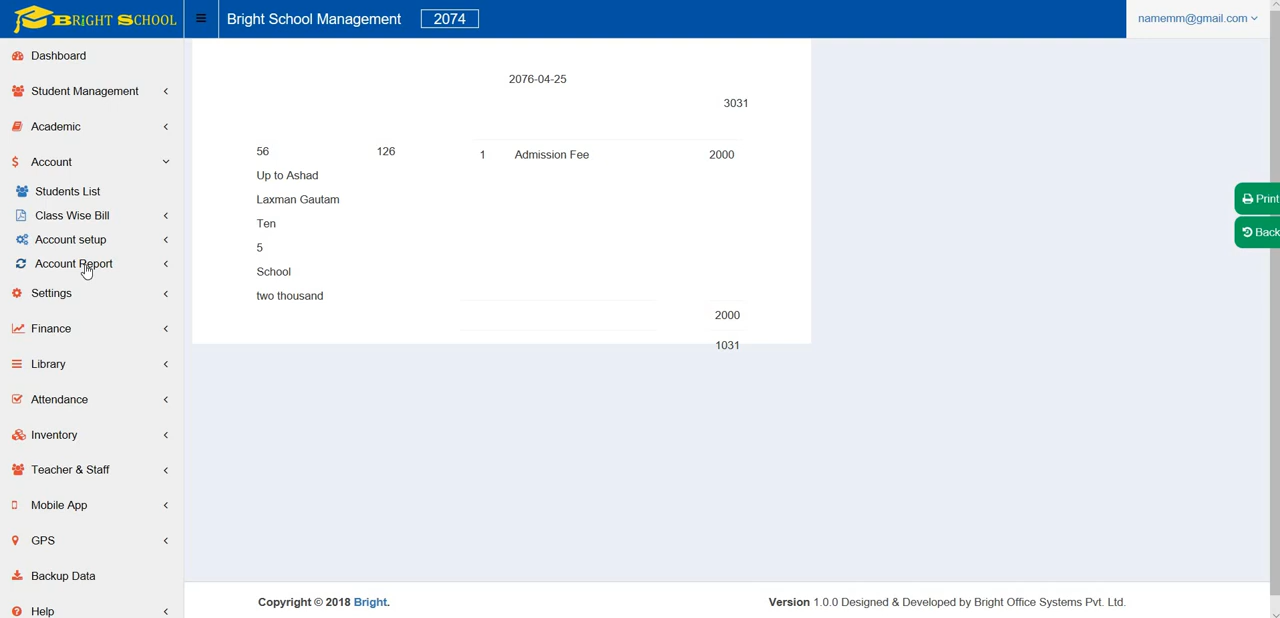 BRIGHT SCHOOL
Bright School Management 2074
namemm@gmail.com
Dashboard
Student Management
Academic
Account
Students List
Class Wise Bill
Account setup
Account Report
Settings
Finance
Library
Attendance
Inventory
Teacher & Staff
Mobile App
GPS
Backup Data
Help
2076-04-25
3031
56 126
Up to Ashad
Laxman Gautam
Ten
5
School
two thousand
1 Admission Fee 2000
2000
1031
Print
Back
Copyright © 2018 Bright.
Version 1.0.0 Designed & Developed by Bright Office Systems Pvt. Ltd.